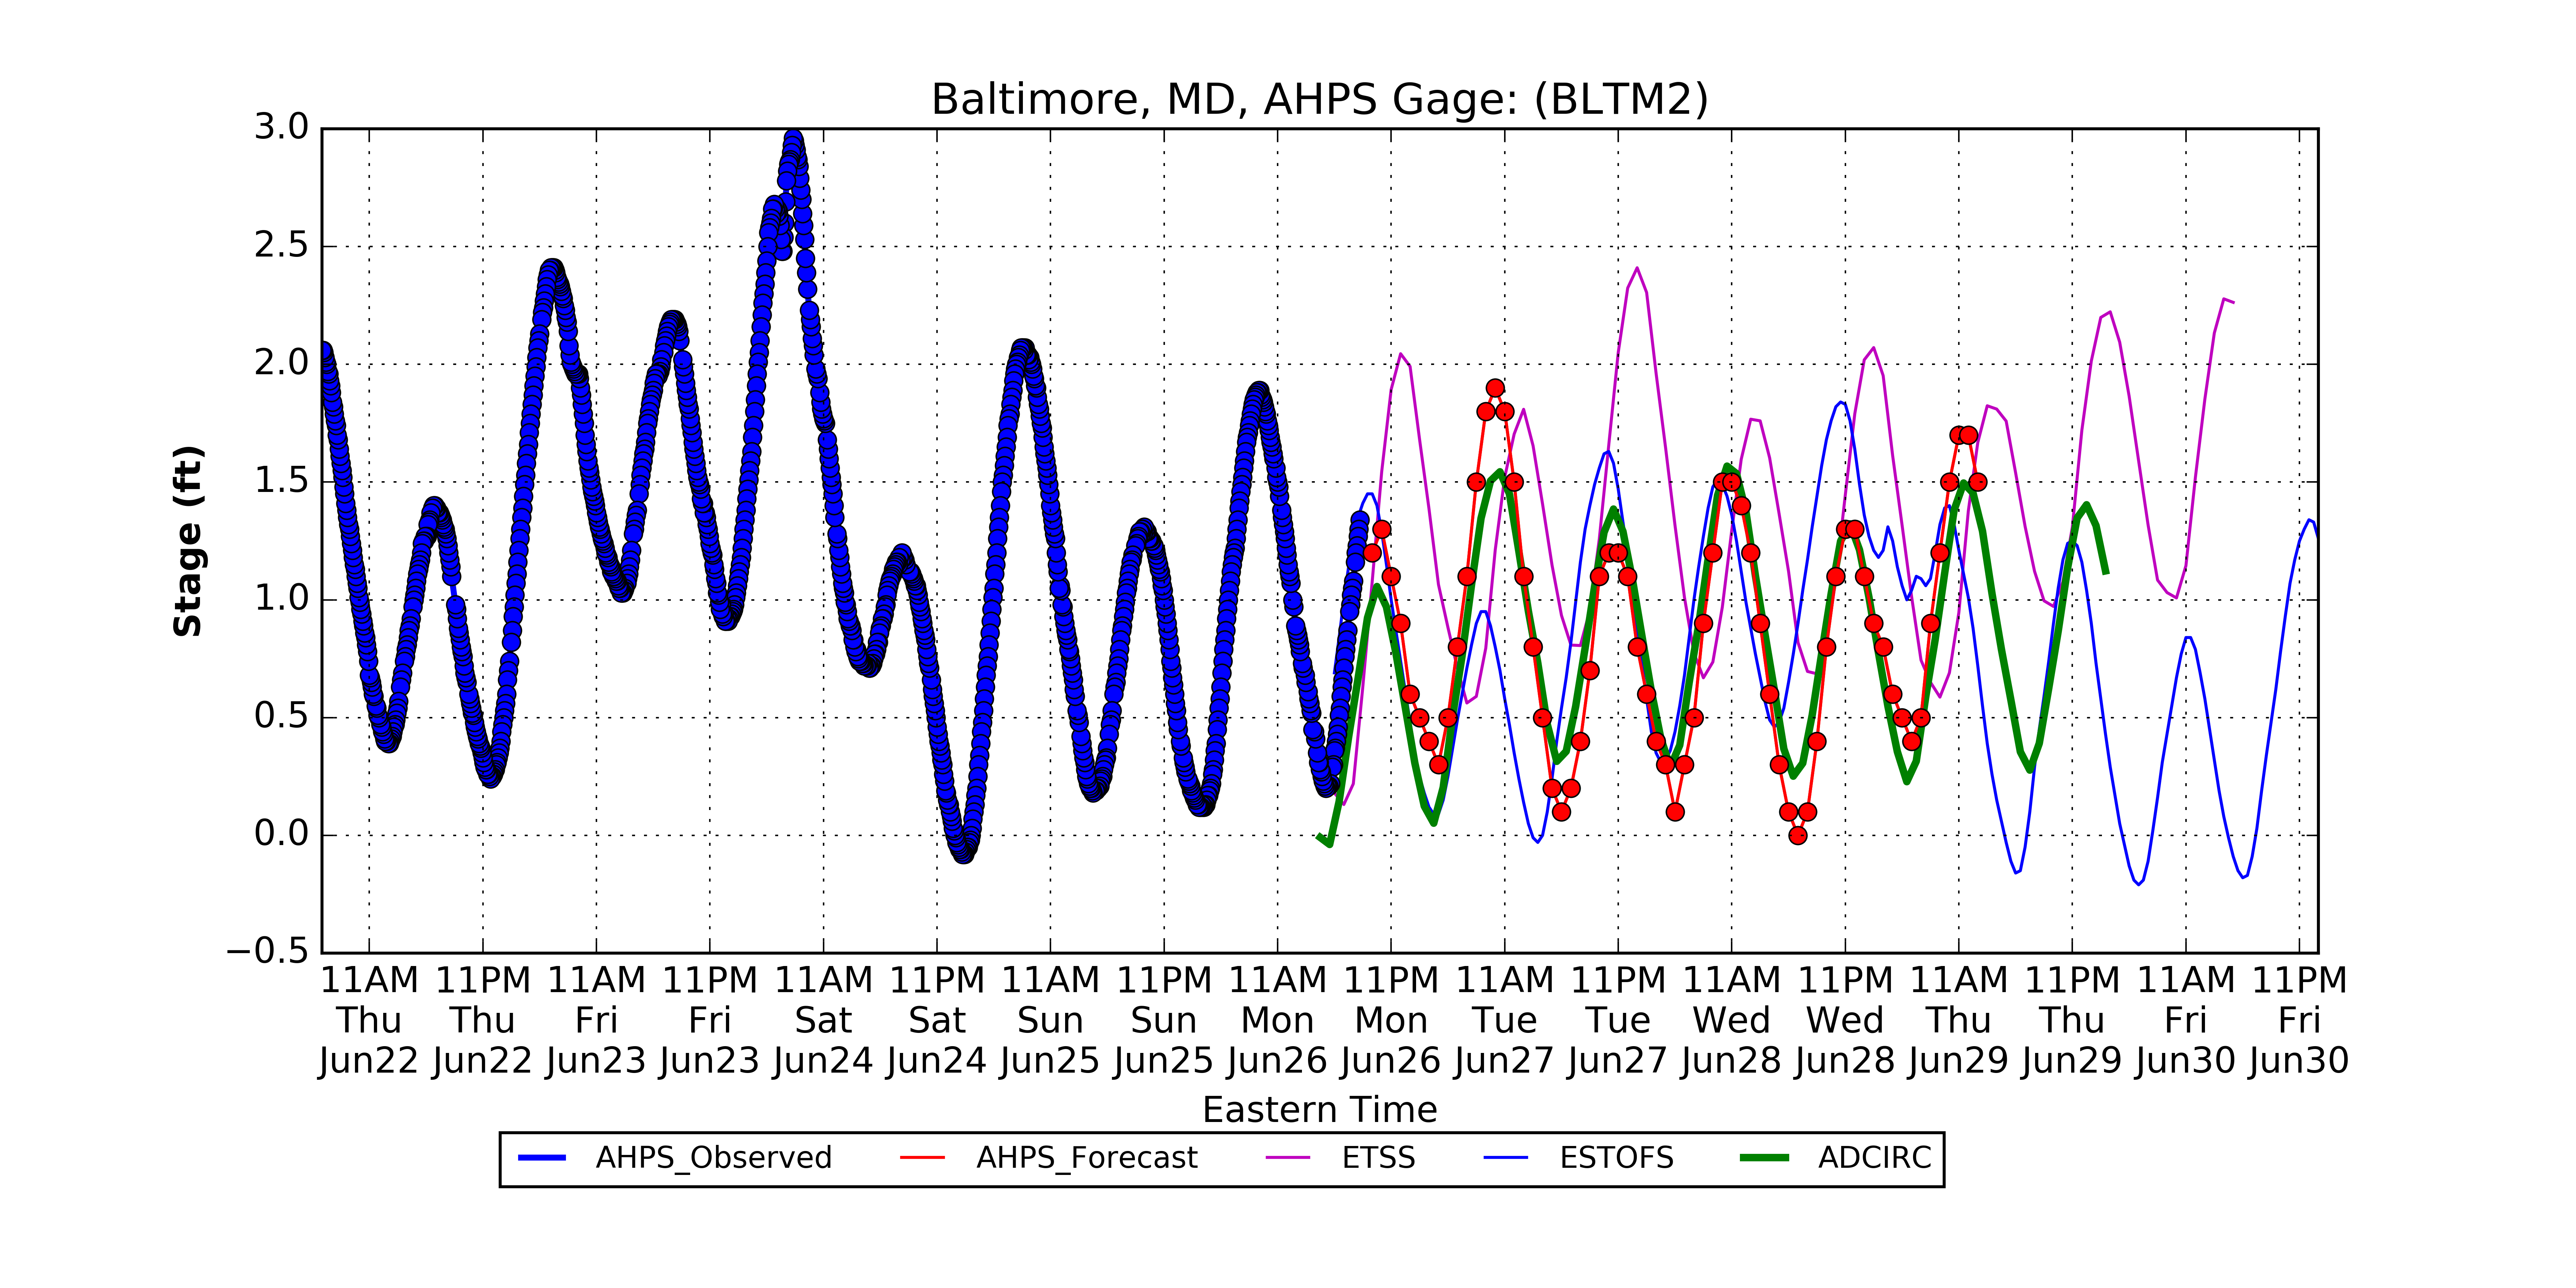 Baltimore, MD, AHPS Gage: (BLTM2)
3.0
2.5
2.0
1.5
1.0
0.5
0.0
−0.5
Stage (ft)
11AM 11PM 11AM 11PM 11AM 11PM 11AM 11PM 11AM 11PM 11AM 11PM 11AM 11PM 11AM 11PM 11AM 11PM
Thu Thu Fri Fri Sat Sat Sun Sun Mon Mon Tue Tue Wed Wed Thu Thu Fri Fri
Jun22 Jun22 Jun23 Jun23 Jun24 Jun24 Jun25 Jun25 Jun26 Jun26 Jun27 Jun27 Jun28 Jun28 Jun29 Jun29 Jun30 Jun30
Eastern Time
AHPS_Observed AHPS_Forecast ETSS ESTOFS ADCIRC